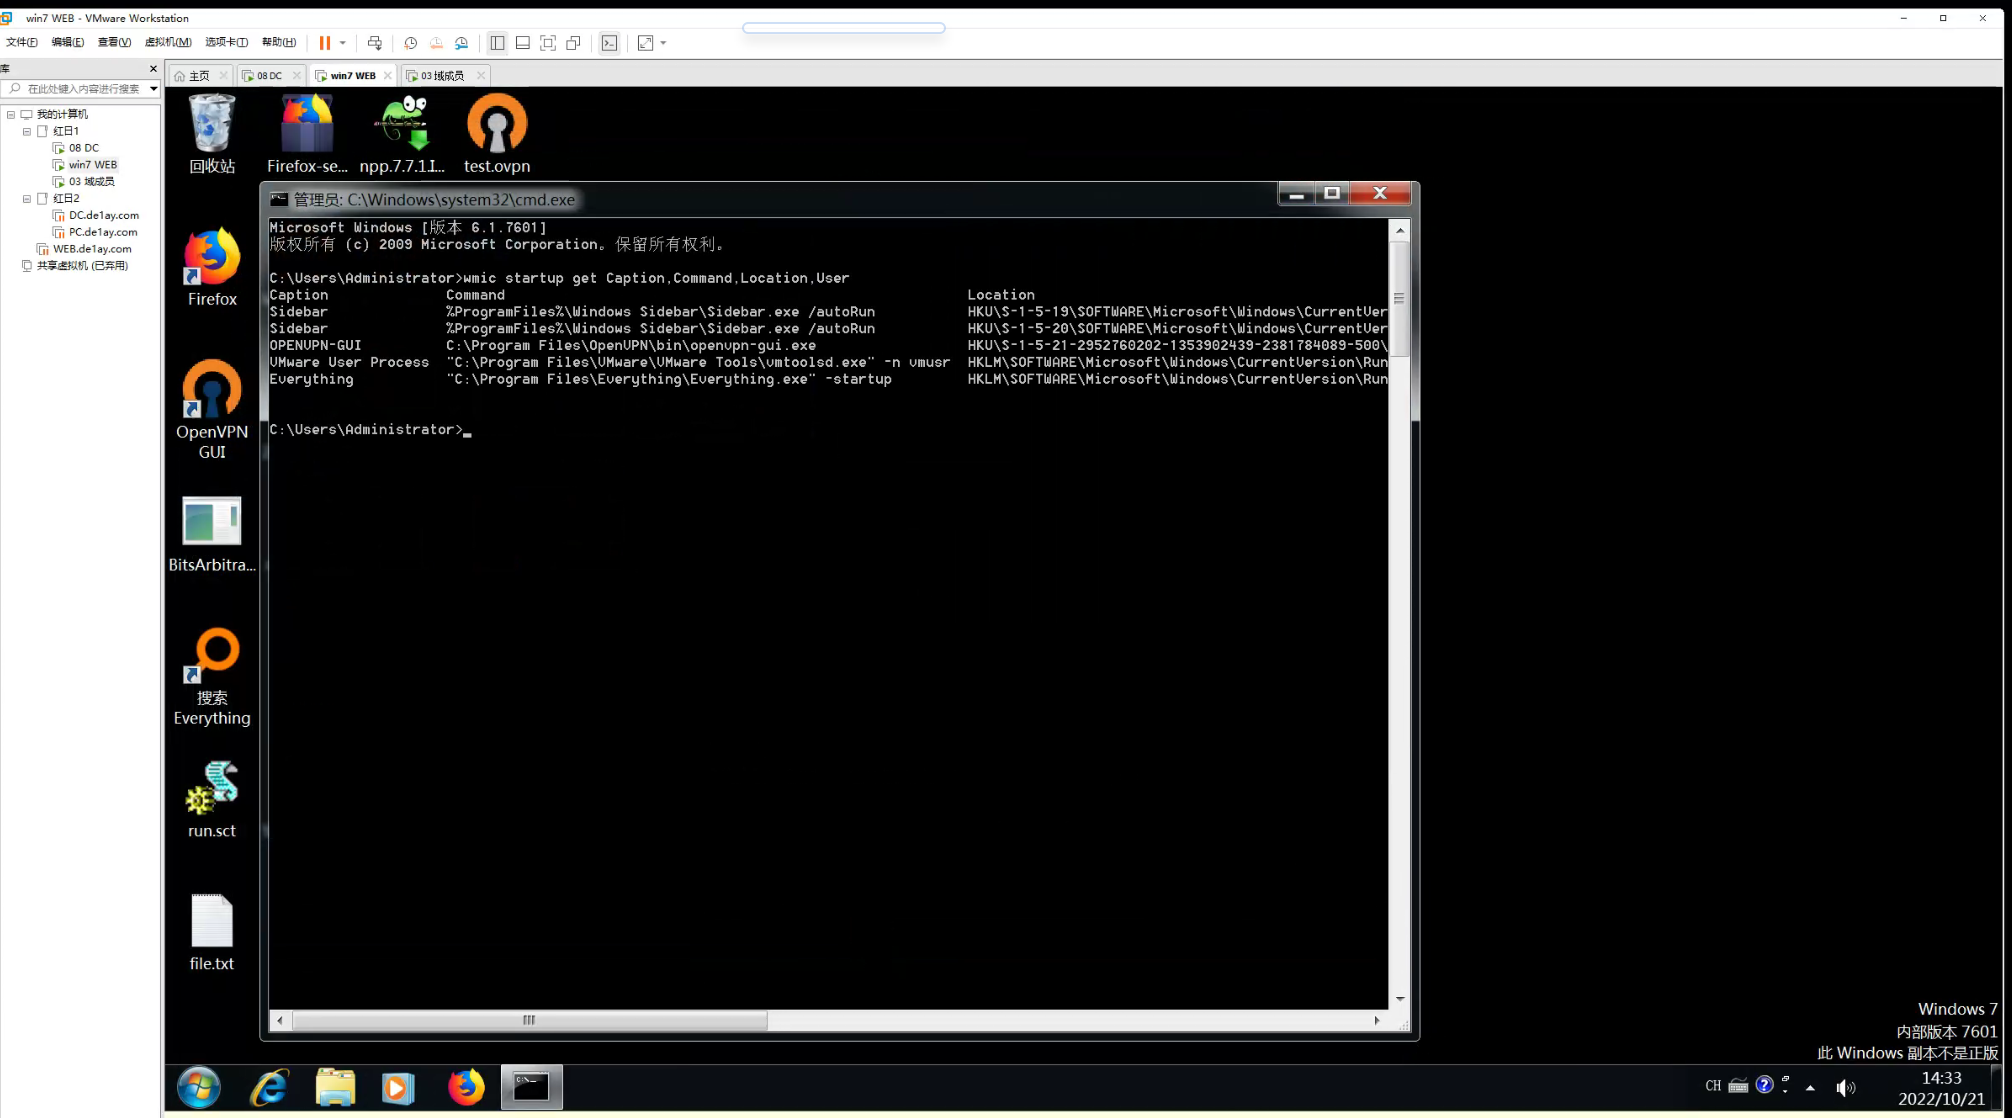 win7 WEB - VMware Workstation
文件(F) 编辑(E) 查看(V) 虚拟机(M) 选项卡(T) 帮助(H)
库
在此处键入内容进行搜索
主页 08 DC win7 WEB 03 域成员
我的计算机
红日1
08 DC
win7 WEB
03 域成员
红日2
DC.de1ay.com
PC.de1ay.com
WEB.de1ay.com
共享虚拟机 (已弃用)
回收站
Firefox-se...
npp.7.7.1.I...
test.ovpn
Firefox
OpenVPN
GUI
BitsArbitra...
搜索
Everything
run.sct
file.txt
管理员: C:\Windows\system32\cmd.exe
Microsoft Windows [版本 6.1.7601]
版权所有 (c) 2009 Microsoft Corporation。保留所有权利。
C:\Users\Administrator>wmic startup get Caption,Command,Location,User
Caption Command Location
Sidebar %ProgramFiles%\Windows Sidebar\Sidebar.exe /autoRun HKU\S-1-5-19\SOFTWARE\Microsoft\Windows\CurrentVer
Sidebar %ProgramFiles%\Windows Sidebar\Sidebar.exe /autoRun HKU\S-1-5-20\SOFTWARE\Microsoft\Windows\CurrentVer
OPENVPN-GUI C:\Program Files\OpenVPN\bin\openvpn-gui.exe HKU\S-1-5-21-2952760202-1353902439-2381784089-500\
VMware User Process "C:\Program Files\VMware\VMware Tools\vmtoolsd.exe" -n vmusr HKLM\SOFTWARE\Microsoft\Windows\CurrentVersion\Run
Everything "C:\Program Files\Everything\Everything.exe" -startup HKLM\SOFTWARE\Microsoft\Windows\CurrentVersion\Run
C:\Users\Administrator>_
Windows 7
内部版本 7601
此 Windows 副本不是正版
CH
14:33
2022/10/21